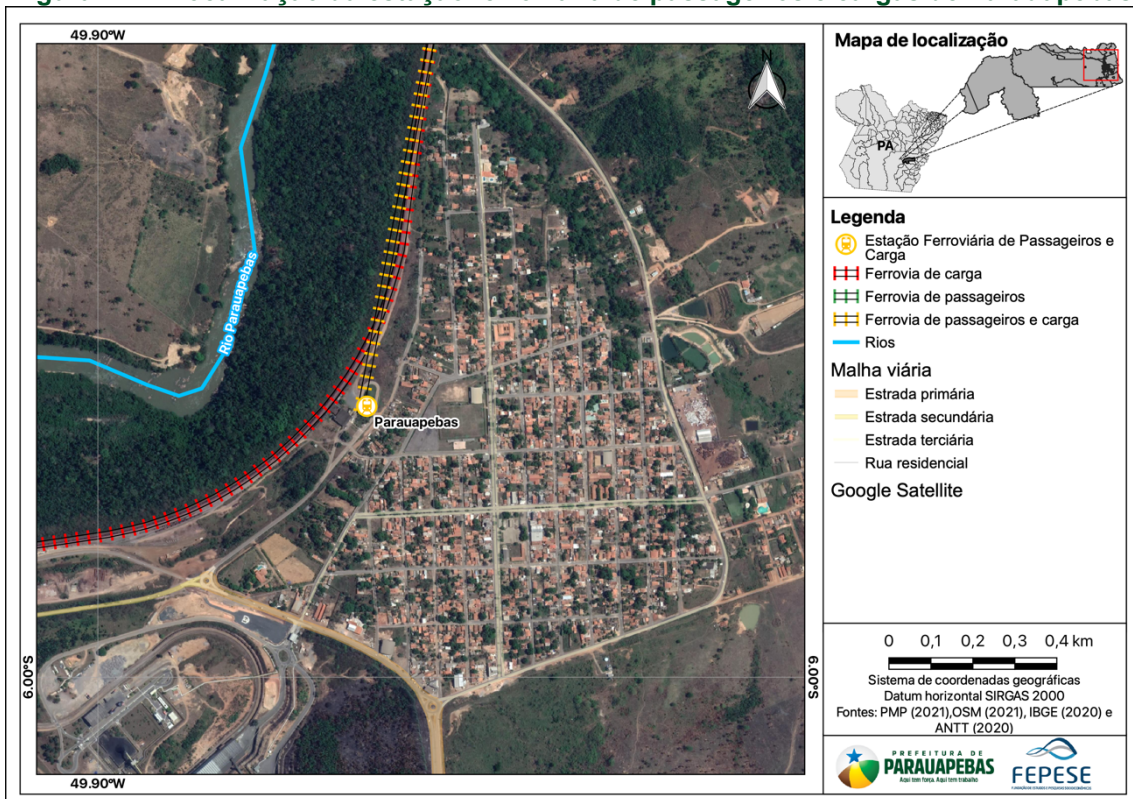 49.90ºW
N
6.00ºS
6.00ºS
Rio Parauapebas
Parauapebas
49.90ºW
Mapa de localização
PA
Legenda
Estação Ferroviária de Passageiros e
Carga
Ferrovia de carga
Ferrovia de passageiros
Ferrovia de passageiros e carga
Rios
Malha viária
Estrada primária
Estrada secundária
Estrada terciária
Rua residencial
Google Satellite
0 0,1 0,2 0,3 0,4 km
Sistema de coordenadas geográficas
Datum horizontal SIRGAS 2000
Fontes: PMP (2021),OSM (2021), IBGE (2020) e
ANTT (2020)
PREFEITURA DE
PARAUAPEBAS
Aqui tem força. Aqui tem trabalho
FEPESE